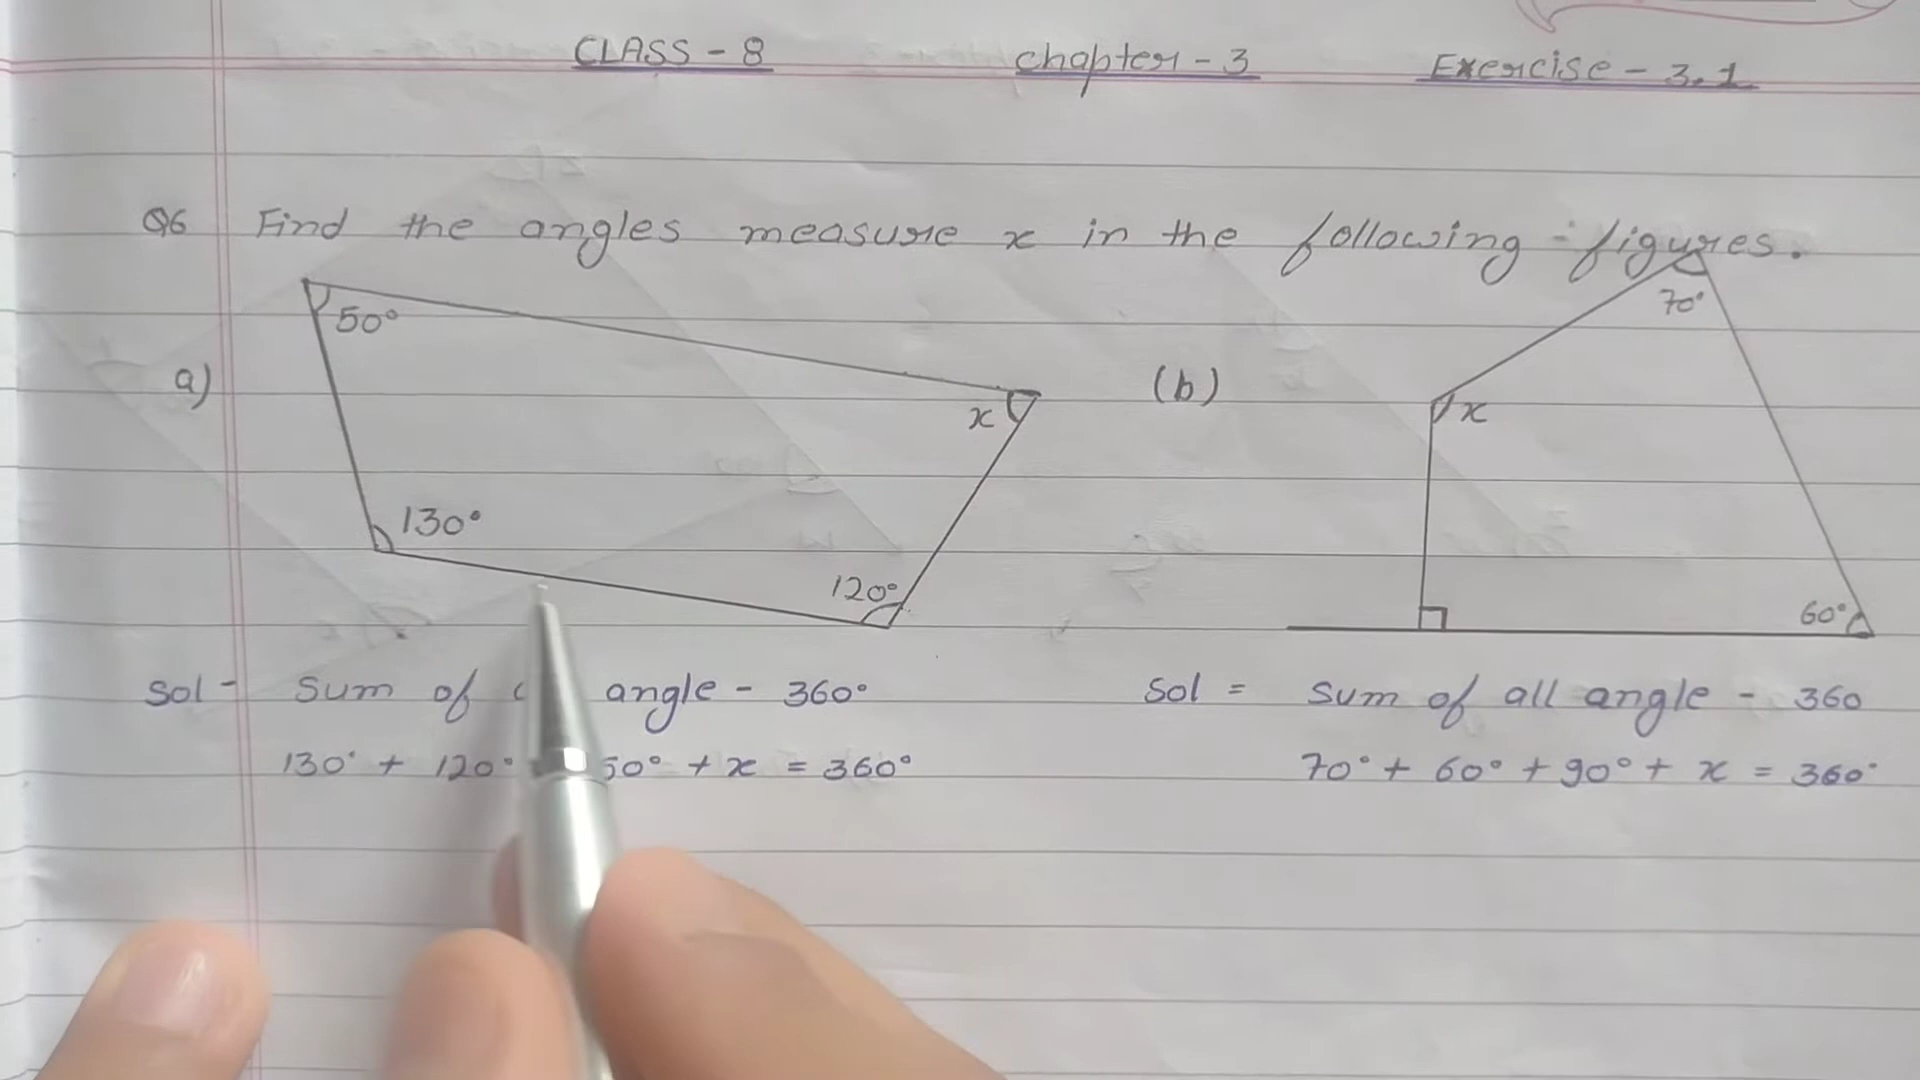 CLASS - 8 Chapter - 3 Exercise - 3.1
Q6 Find the angles measure x in the following figures.
50° 70°
a) x (b) x
130°
120° 60°
Sol - Sum of angle - 360° Sol = Sum of all angle - 360
130° + 120° 50° + x = 360° 70° + 60° + 90° + x = 360°